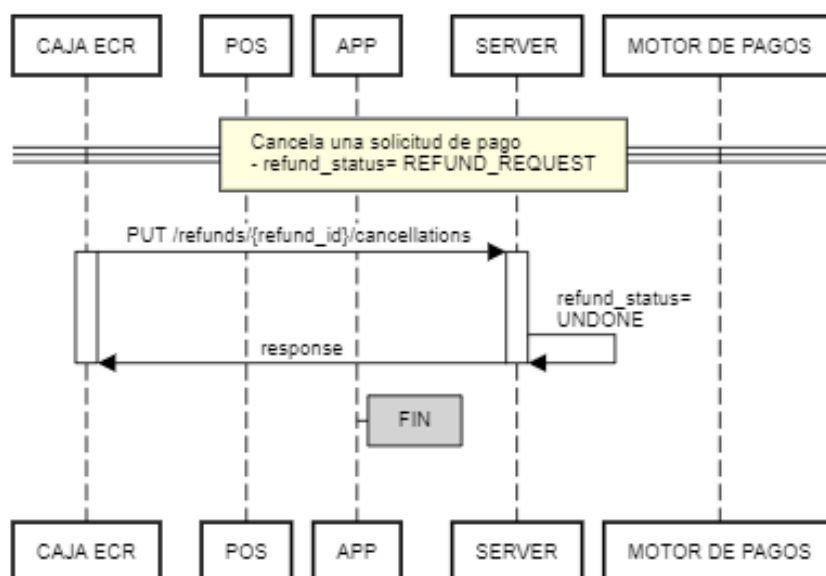 CAJA ECR
POS
APP
SERVER
MOTOR DE PAGOS
Cancela una solicitud de pago
- refund_status= REFUND_REQUEST
PUT /refunds/{refund_id}/cancellations
refund_status=
UNDONE
response
FIN
CAJA ECR
POS
APP
SERVER
MOTOR DE PAGOS